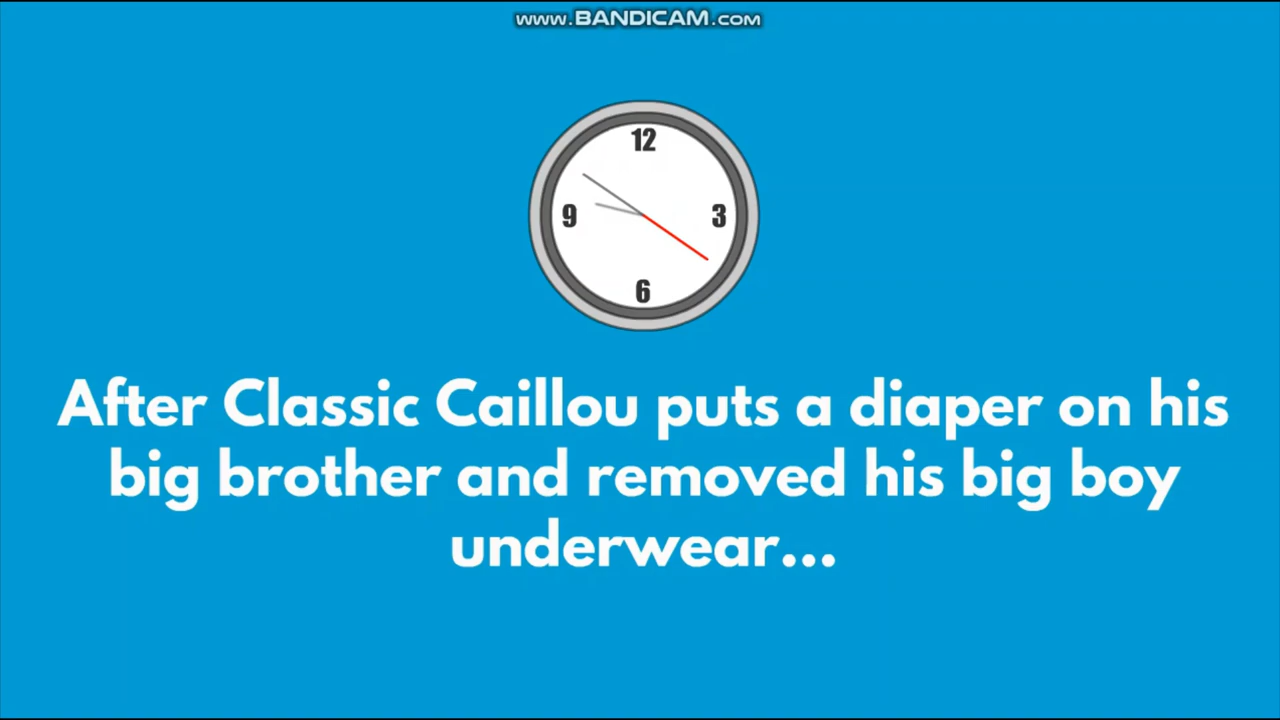 www.BANDICAM.com
12
9
3
6
After Classic Caillou puts a diaper on his
big brother and removed his big boy
underwear...